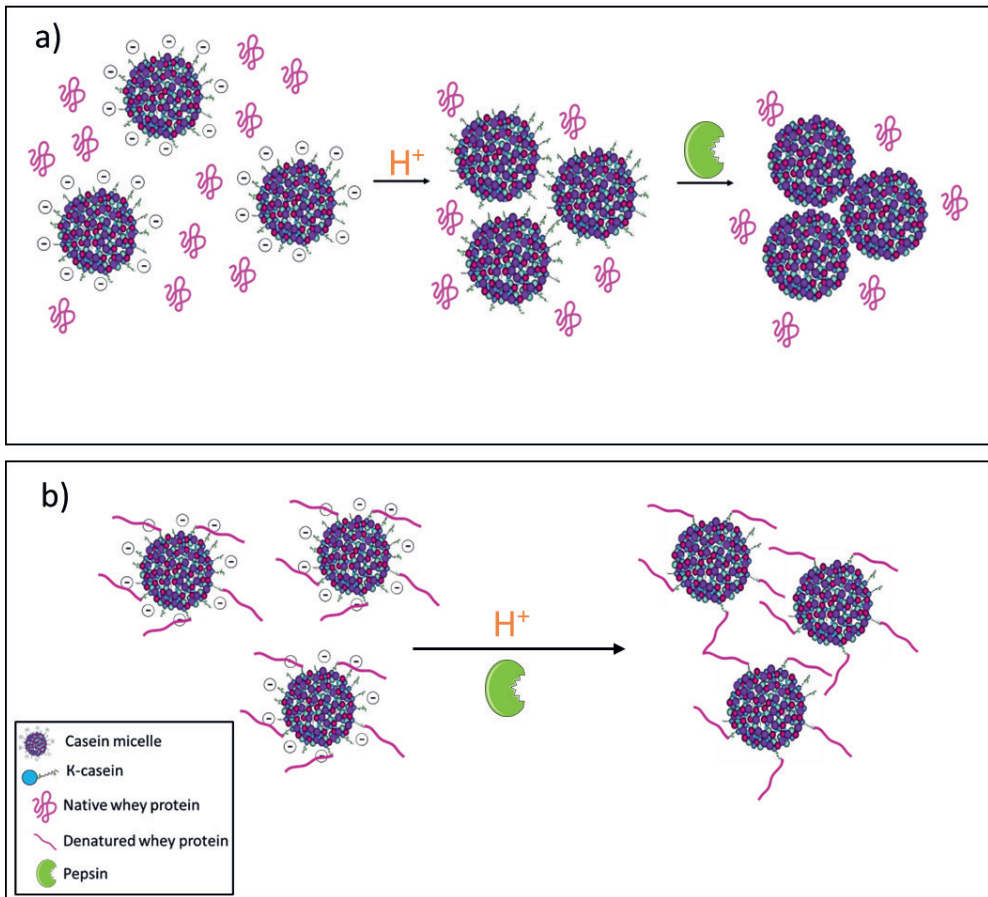 a)
H⁺
b)
H⁺
Casein micelle
K-casein
Native whey protein
Denatured whey protein
Pepsin